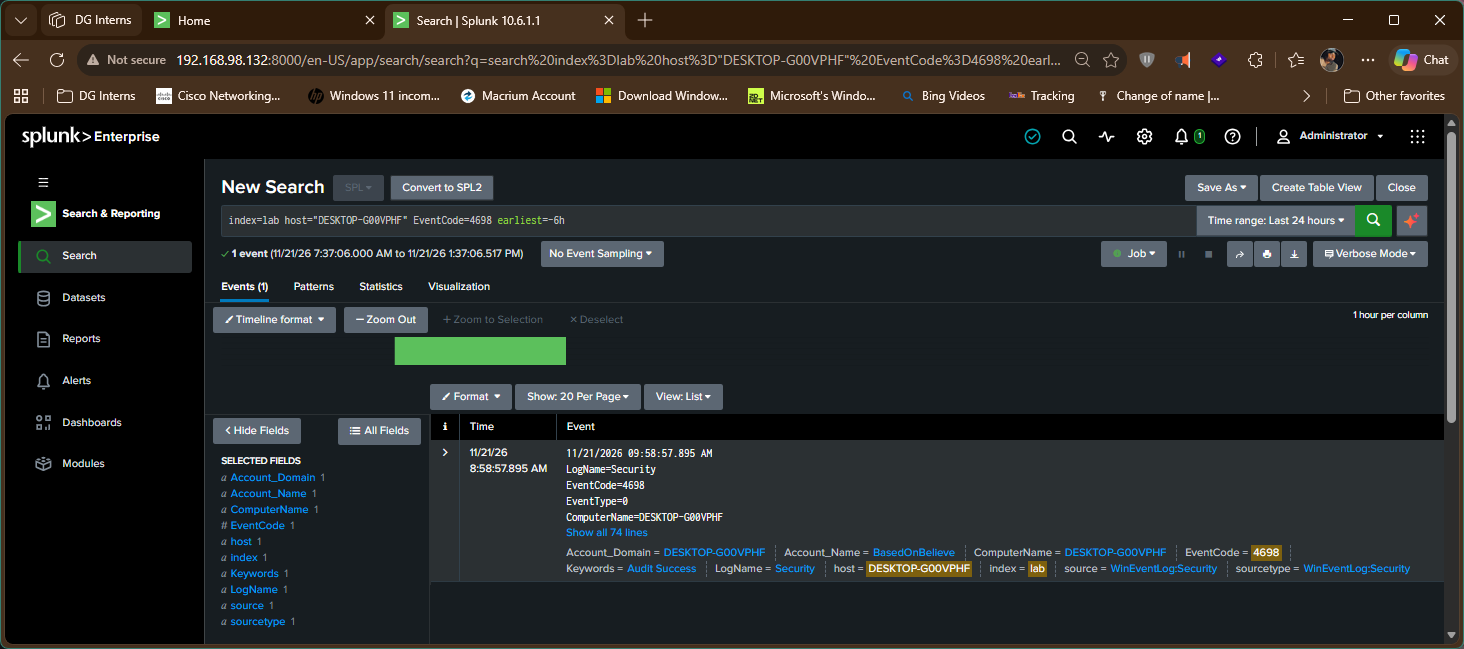 DG Interns
Home
Search | Splunk 10.6.1.1
Not secure 192.168.98.132:8000/en-US/app/search/search?q=search%20index%3Dlab%20host%3D"DESKTOP-G00VPHF"%20EventCode%3D4698%20earl...
Chat
DG Interns
Cisco Networking...
Windows 11 incom...
Macrium Account
Download Window...
Microsoft's Windo...
Bing Videos
Tracking
Change of name |...
Other favorites
splunk> Enterprise
1
Administrator
Search & Reporting
Search
Datasets
Reports
Alerts
Dashboards
Modules
New Search
SPL
Convert to SPL2
Save As
Create Table View
Close
index=lab host="DESKTOP-G00VPHF" EventCode=4698 earliest=-6h
Time range: Last 24 hours
1 event (11/21/26 7:37:06.000 AM to 11/21/26 1:37:06.517 PM)
No Event Sampling
Job
Verbose Mode
Events (1)
Patterns
Statistics
Visualization
Timeline format
— Zoom Out
+ Zoom to Selection
× Deselect
1 hour per column
Format
Show: 20 Per Page
View: List
< Hide Fields
All Fields
i
Time
Event
SELECTED FIELDS
a Account_Domain 1
a Account_Name 1
a ComputerName 1
# EventCode 1
a host 1
a index 1
a Keywords 1
a LogName 1
a source 1
a sourcetype 1
11/21/26
8:58:57.895 AM
11/21/2026 09:58:57.895 AM
LogName=Security
EventCode=4698
EventType=0
ComputerName=DESKTOP-G00VPHF
Show all 74 lines
Account_Domain = DESKTOP-G00VPHF
Account_Name = BasedOnBelieve
ComputerName = DESKTOP-G00VPHF
EventCode = 4698
Keywords = Audit Success
LogName = Security
host = DESKTOP-G00VPHF
index = lab
source = WinEventLog:Security
sourcetype = WinEventLog:Security